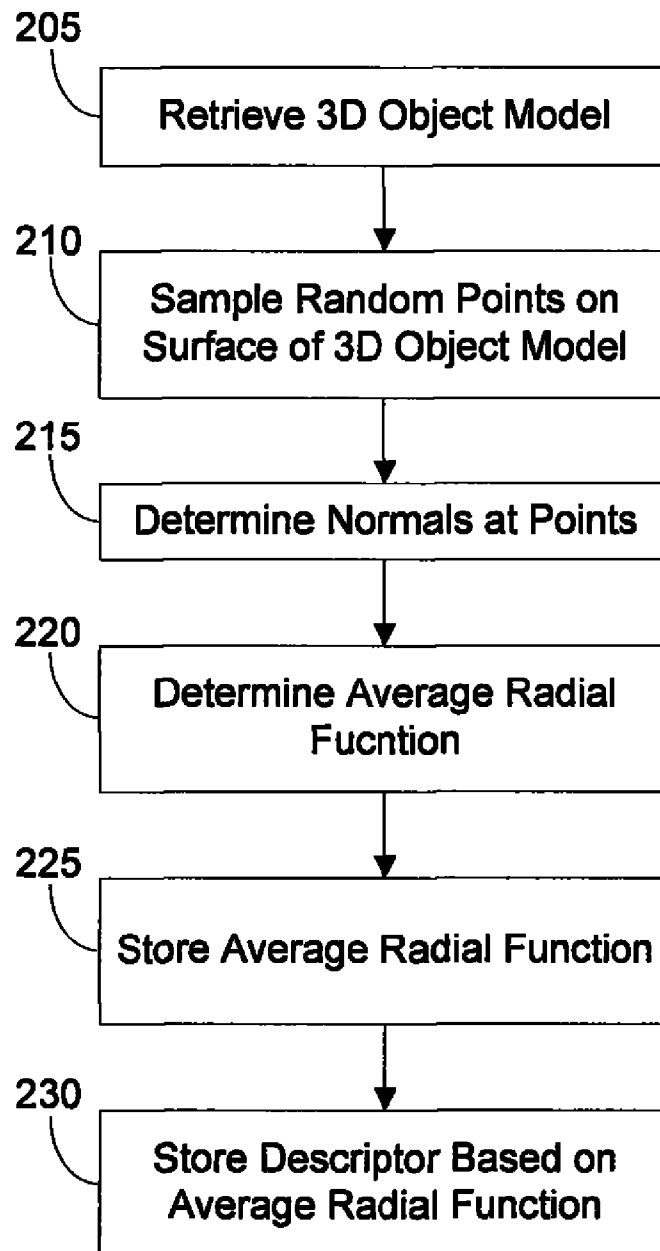 205
Retrieve 3D Object Model
210
Sample Random Points on
Surface of 3D Object Model
215
Determine Normals at Points
220
Determine Average Radial
Fucntion
225
Store Average Radial Function
230
Store Descriptor Based on
Average Radial Function